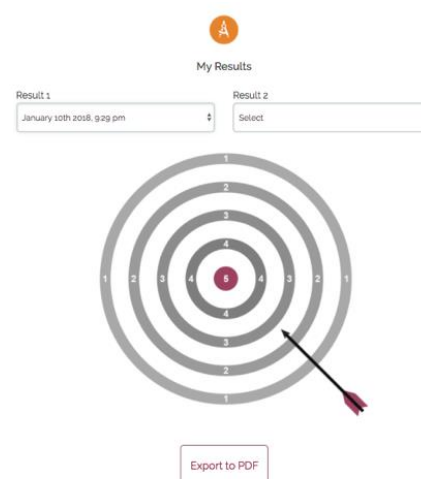 My Results
Result 1 Result 2
January 10th 2018, 9:29 pm Select
1
2
3
4
1 2 3 4 5 4 3 2 1
4
3
2
1
Export to PDF